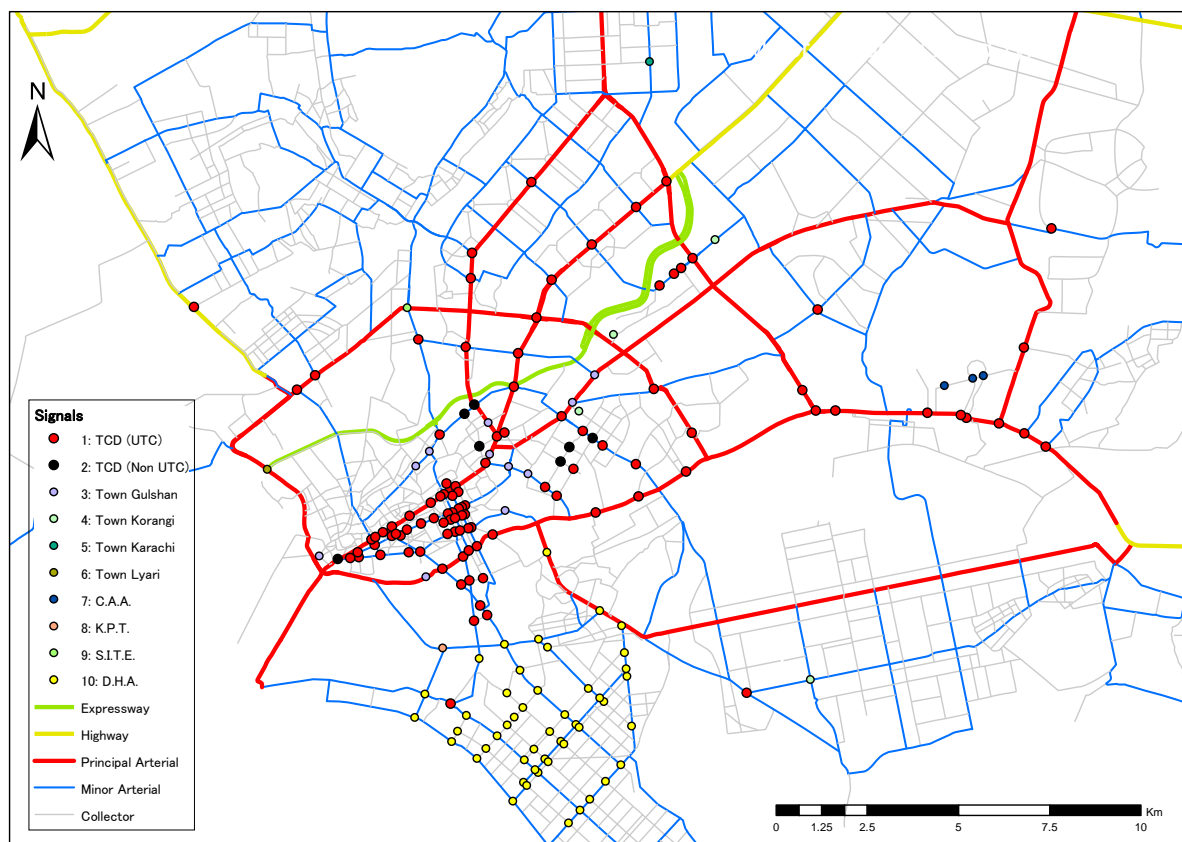 N
Signals
1: TCD (UTC)
2: TCD (Non UTC)
3: Town Gulshan
4: Town Korangi
5: Town Karachi
6: Town Lyari
7: C.A.A.
8: K.P.T.
9: S.I.T.E.
10: D.H.A.
Expressway
Highway
Principal Arterial
Minor Arterial
Collector
Km
0 1.25 2.5 5 7.5 10